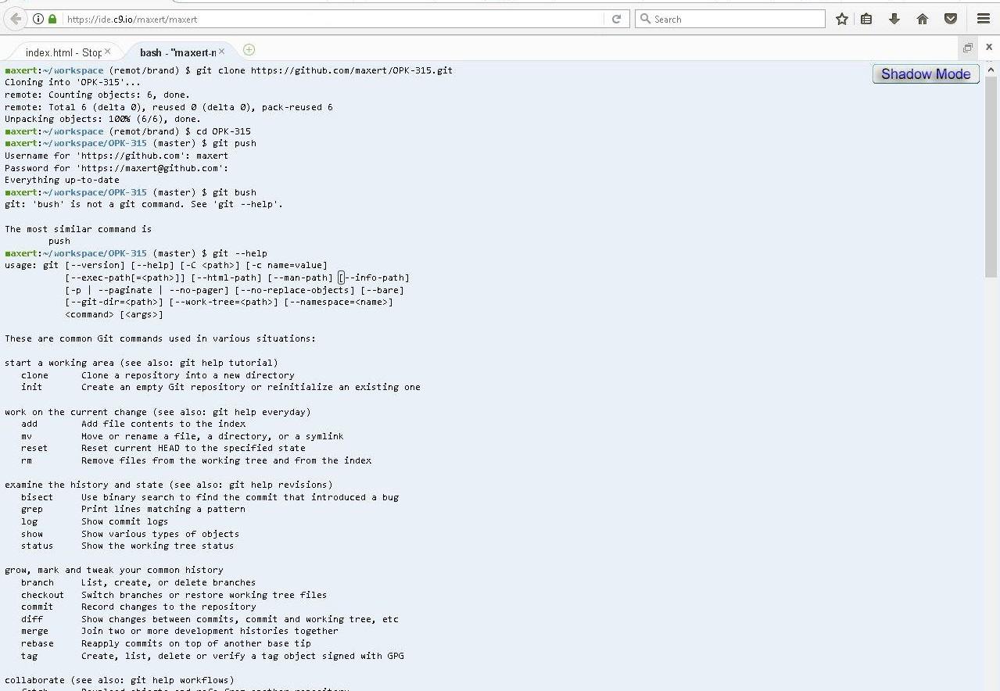 https://ide.c9.io/maxert/maxert
Search
index.html - Stop
bash - "maxert-n
Shadow Mode
maxert:~/workspace (remot/brand) $ git clone https://github.com/maxert/OPK-315.git
Cloning into 'OPK-315'...
remote: Counting objects: 6, done.
remote: Total 6 (delta 0), reused 0 (delta 0), pack-reused 6
Unpacking objects: 100% (6/6), done.
maxert:~/workspace (remot/brand) $ cd OPK-315
maxert:~/workspace/OPK-315 (master) $ git push
Username for 'https://github.com': maxert
Password for 'https://maxert@github.com':
Everything up-to-date
maxert:~/workspace/OPK-315 (master) $ git bush
git: 'bush' is not a git command. See 'git --help'.
The most similar command is
push
maxert:~/workspace/OPK-315 (master) $ git --help
usage: git [--version] [--help] [-C <path>] [-c name=value]
[--exec-path[=<path>]] [--html-path] [--man-path] [--info-path]
[-p | --paginate | --no-pager] [--no-replace-objects] [--bare]
[--git-dir=<path>] [--work-tree=<path>] [--namespace=<name>]
<command> [<args>]
These are common Git commands used in various situations:
start a working area (see also: git help tutorial)
clone Clone a repository into a new directory
init Create an empty Git repository or reinitialize an existing one
work on the current change (see also: git help everyday)
add Add file contents to the index
mv Move or rename a file, a directory, or a symlink
reset Reset current HEAD to the specified state
rm Remove files from the working tree and from the index
examine the history and state (see also: git help revisions)
bisect Use binary search to find the commit that introduced a bug
grep Print lines matching a pattern
log Show commit logs
show Show various types of objects
status Show the working tree status
grow, mark and tweak your common history
branch List, create, or delete branches
checkout Switch branches or restore working tree files
commit Record changes to the repository
diff Show changes between commits, commit and working tree, etc
merge Join two or more development histories together
rebase Reapply commits on top of another base tip
tag Create, list, delete or verify a tag object signed with GPG
collaborate (see also: git help workflows)